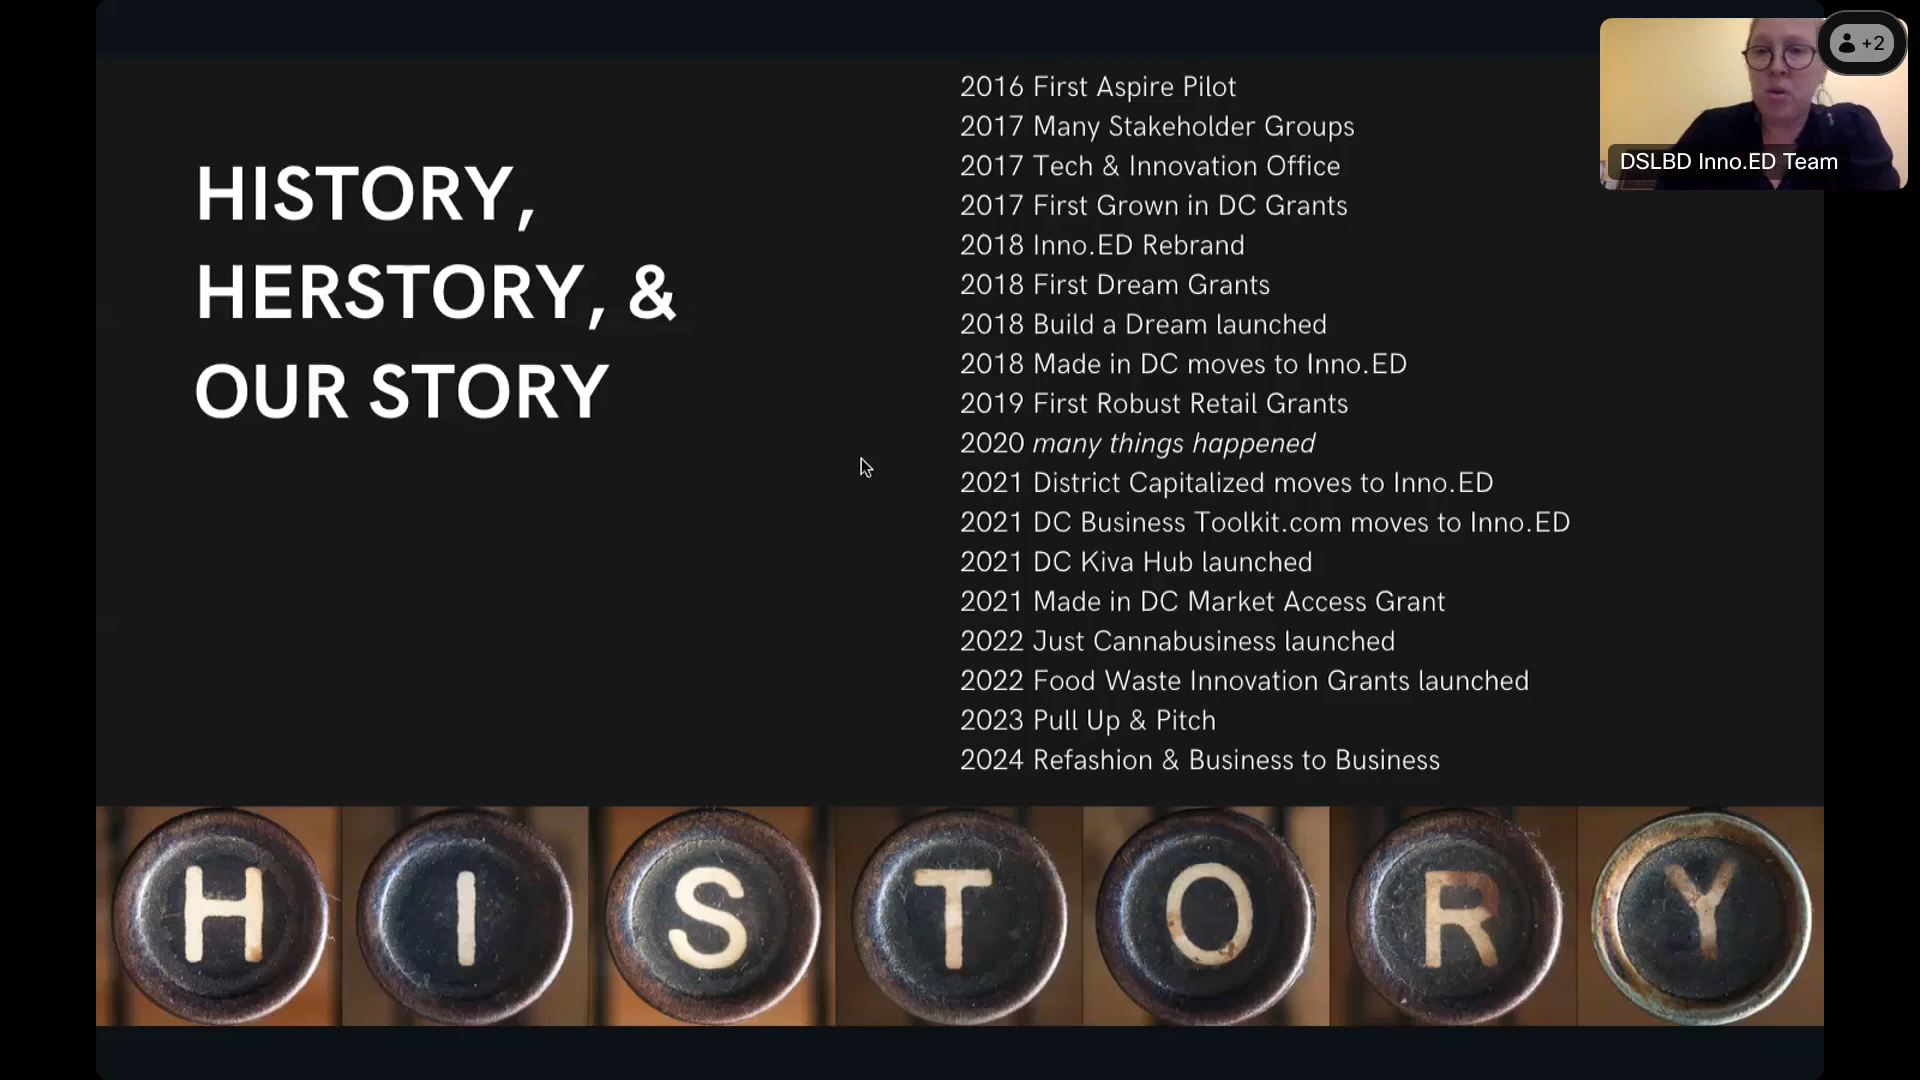 HISTORY,
HERSTORY, &
OUR STORY
2016 First Aspire Pilot
2017 Many Stakeholder Groups
2017 Tech & Innovation Office
2017 First Grown in DC Grants
2018 Inno.ED Rebrand
2018 First Dream Grants
2018 Build a Dream launched
2018 Made in DC moves to Inno.ED
2019 First Robust Retail Grants
2020 many things happened
2021 District Capitalized moves to Inno.ED
2021 DC Business Toolkit.com moves to Inno.ED
2021 DC Kiva Hub launched
2021 Made in DC Market Access Grant
2022 Just Cannabusiness launched
2022 Food Waste Innovation Grants launched
2023 Pull Up & Pitch
2024 Refashion & Business to Business
+2
DSLBD Inno.ED Team
H I S T O R Y